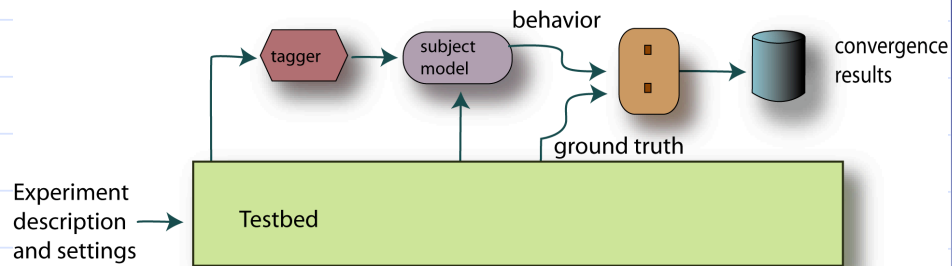 behavior
tagger
subject
model
convergence
results
ground truth
Experiment
description
and settings
Testbed